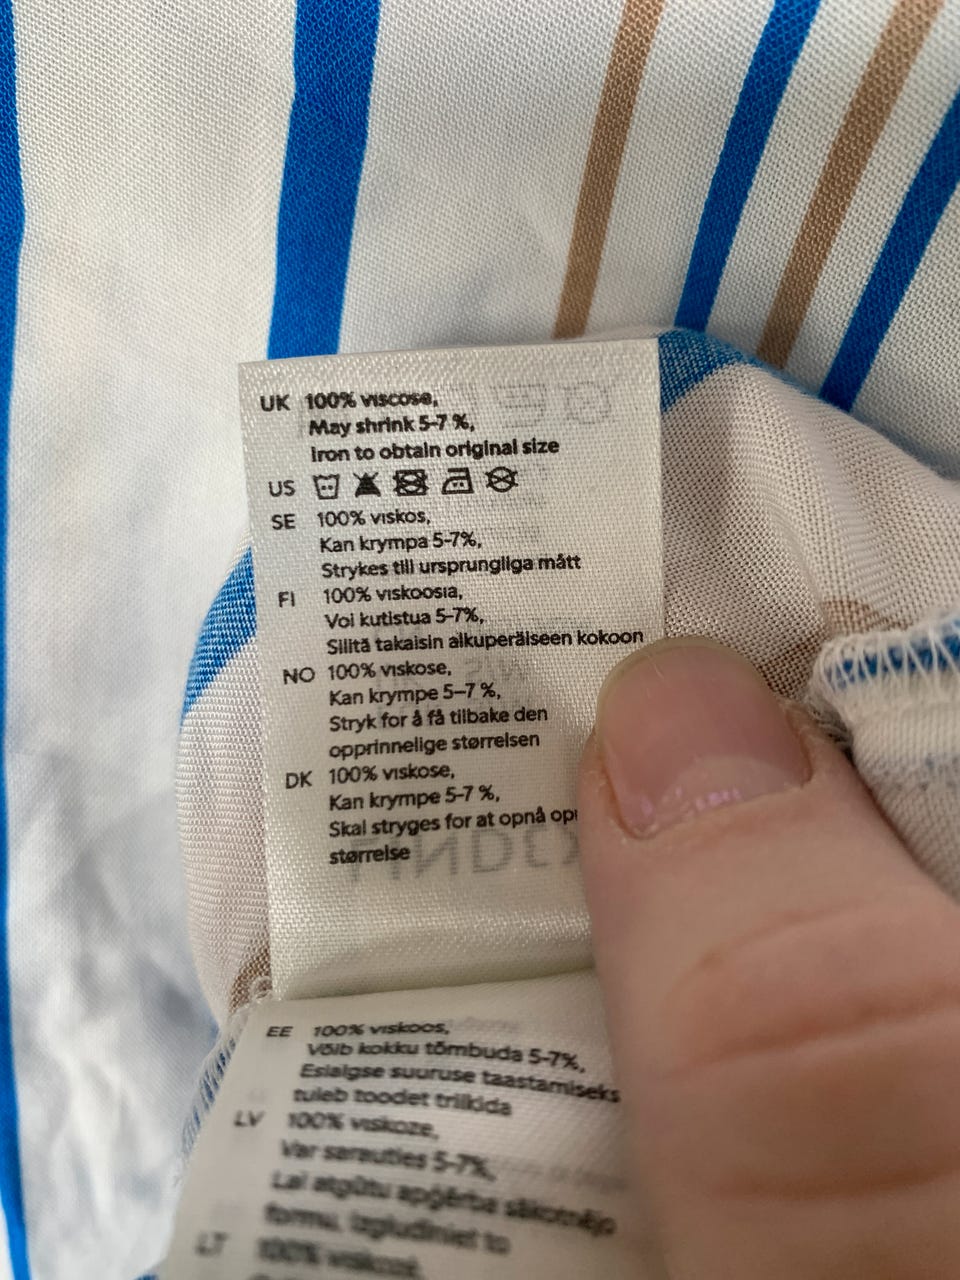 UK 100% viscose,
May shrink 5-7 %,
Iron to obtain original size
US
SE 100% viskos,
Kan krympa 5-7%,
Strykes till ursprungliga mått
FI 100% viskoosia,
Voi kutistua 5-7%,
Silitä takaisin alkuperäiseen kokoon
NO 100% viskose,
Kan krympe 5–7 %,
Stryk for å få tilbake den
opprinnelige størrelsen
DK 100% viskose,
Kan krympe 5-7 %,
Skal stryges for at opnå
størrelse
EE 100% viskoos,
Võib kokku tõmbuda 5-7%,
Esialgse suuruse taastamiseks
tuleb toodet triikida
LV 100% viskoze,
Var sarauties 5-7%,
Lai atgūtu apģērba sākotnējo
formu, izgludiniet to
LT 100%